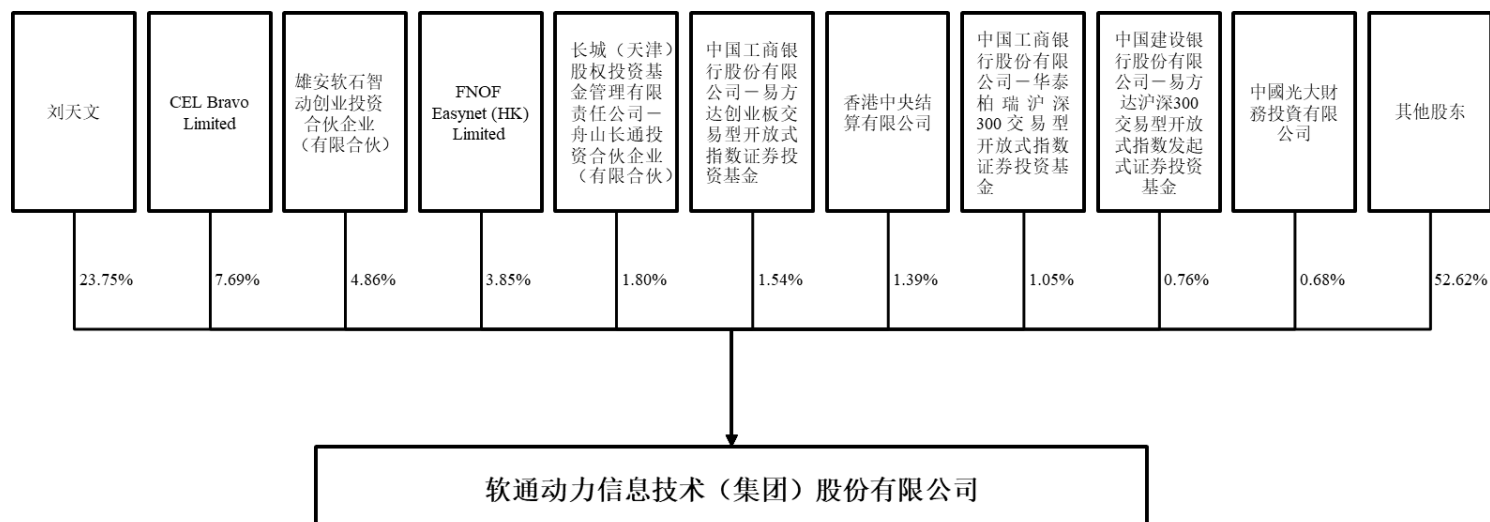 刘天文
CEL Bravo
Limited
雄安软石智
动创业投资
合伙企业
（有限合伙）
FNOF
Easynet (HK)
Limited
长城（天津）
股权投资基
金管理有限
责任公司－
舟山长通投
资合伙企业
（有限合伙）
中国工商银
行股份有限
公司－易方
达创业板交
易型开放式
指数证券投
资基金
香港中央结
算有限公司
中国工商银
行股份有限
公司－华泰
柏瑞沪深
300交易型
开放式指数
证券投资基
金
中国建设银
行股份有限
公司－易方
达沪深300
交易型开放
式指数发起
式证券投资
基金
中國光大財
務投資有限
公司
其他股东
23.75%
7.69%
4.86%
3.85%
1.80%
1.54%
1.39%
1.05%
0.76%
0.68%
52.62%
软通动力信息技术（集团）股份有限公司